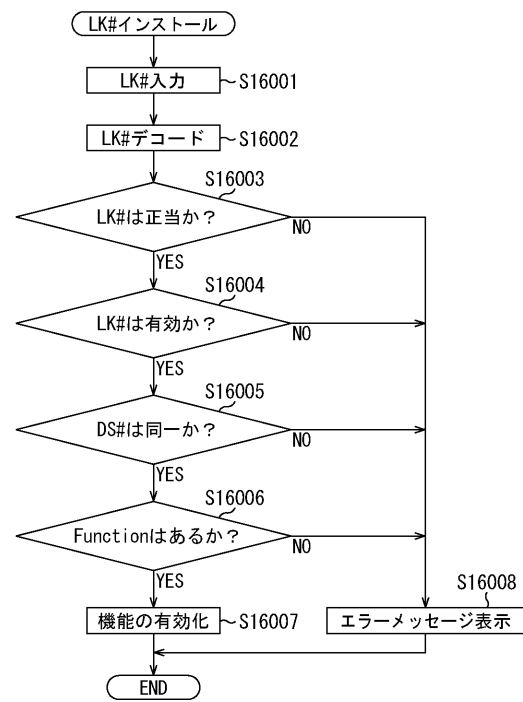 LK#インストール
LK#入力
S16001
LK#デコード
S16002
S16003
LK#は正当か?
NO
YES
S16004
LK#は有効か?
NO
YES
S16005
DS#は同一か?
NO
YES
S16006
Functionはあるか?
NO
YES
S16008
機能の有効化
S16007
エラーメッセージ表示
END